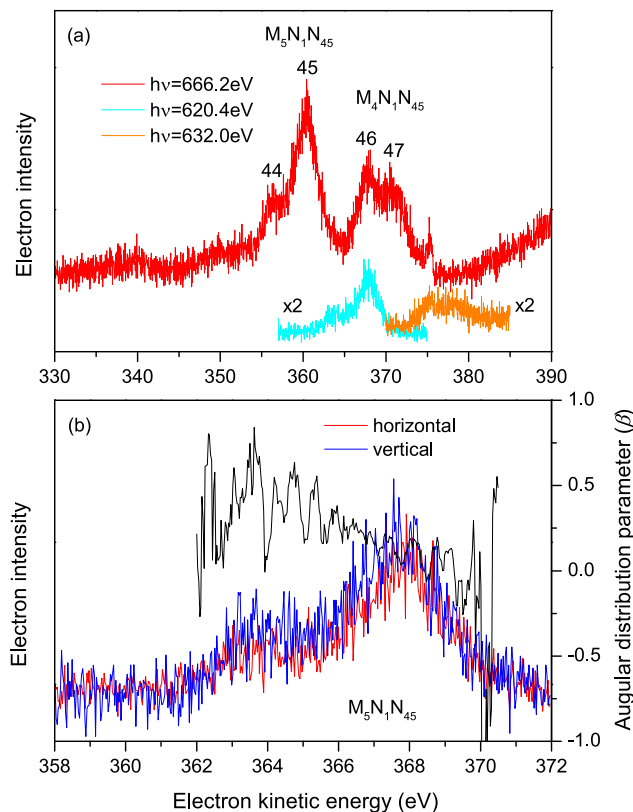 (a)
M₅N₁N₄₅
45
hν=666.2eV
hν=620.4eV
hν=632.0eV
M₄N₁N₄₅
46
47
44
x2
x2
Electron intensity
330 340 350 360 370 380 390
(b)
horizontal
vertical
1.0
0.5
0.0
-0.5
-1.0
M₅N₁N₄₅
Electron intensity
Augular distribution parameter (β)
358 360 362 364 366 368 370 372
Electron kinetic energy (eV)